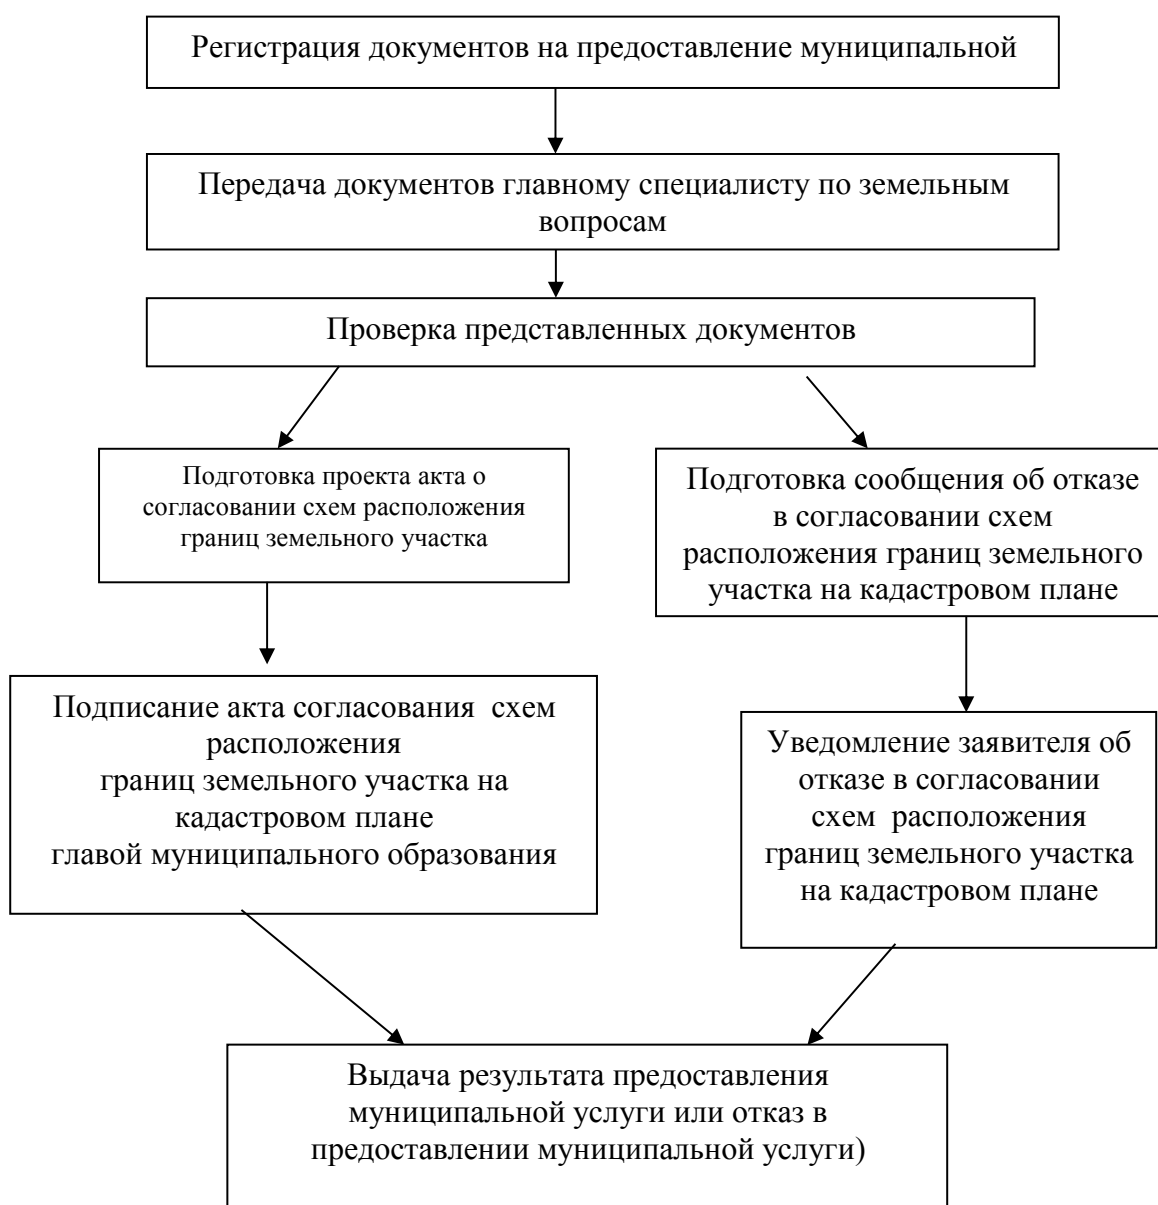 Регистрация документов на предоставление муниципальной
Передача документов главному специалисту по земельным
вопросам
Проверка представленных документов
Подготовка проекта акта о
согласовании схем расположения
границ земельного участка
Подготовка сообщения об отказе
в согласовании схем
расположения границ земельного
участка на кадастровом плане
Подписание акта согласования  схем
расположения
границ земельного участка на
кадастровом плане
главой муниципального образования
Уведомление заявителя об
отказе в согласовании
схем  расположения
границ земельного участка
на кадастровом плане
Выдача результата предоставления
муниципальной услуги или отказ в
предоставлении муниципальной услуги)